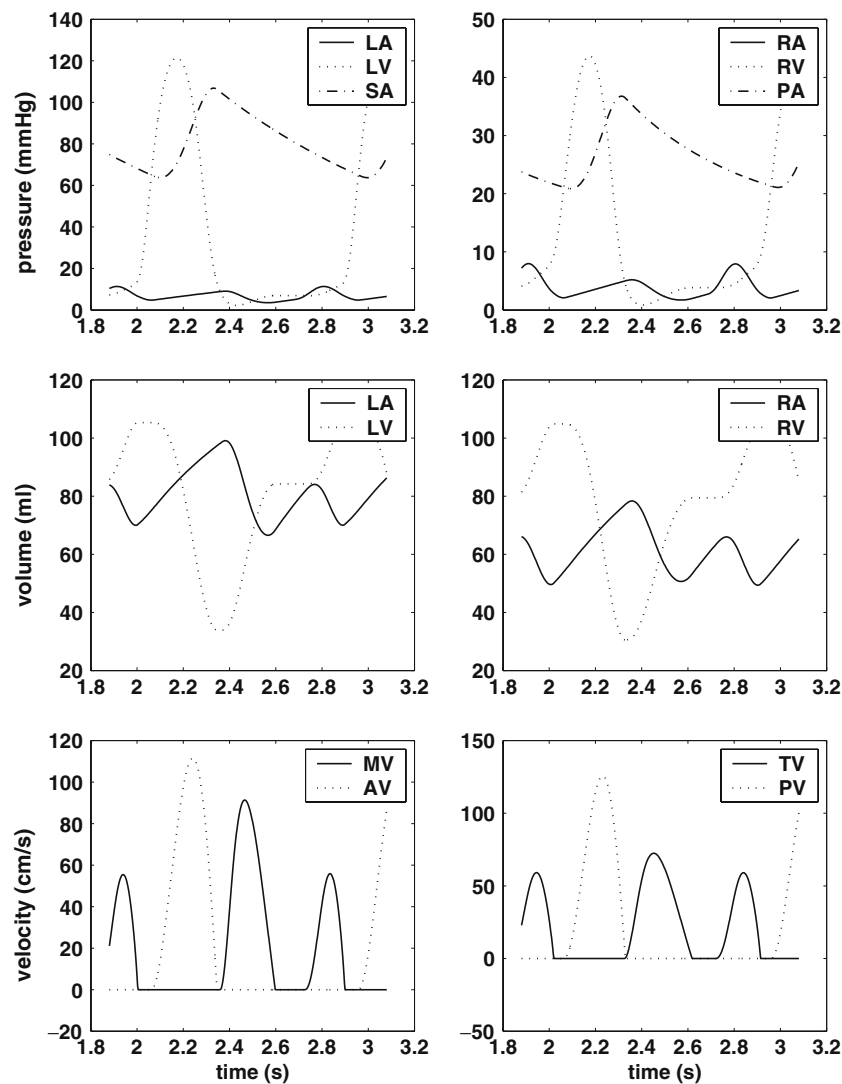 140
120
100
80
60
40
20
0
pressure (mmHg)
LA
LV
SA
1.8 2 2.2 2.4 2.6 2.8 3 3.2
50
40
30
20
10
0
RA
RV
PA
1.8 2 2.2 2.4 2.6 2.8 3 3.2
120
100
80
60
40
20
volume (ml)
LA
LV
1.8 2 2.2 2.4 2.6 2.8 3 3.2
120
100
80
60
40
20
RA
RV
1.8 2 2.2 2.4 2.6 2.8 3 3.2
120
100
80
60
40
20
0
−20
velocity (cm/s)
MV
AV
1.8 2 2.2 2.4 2.6 2.8 3 3.2
time (s)
150
100
50
0
−50
TV
PV
1.8 2 2.2 2.4 2.6 2.8 3 3.2
time (s)